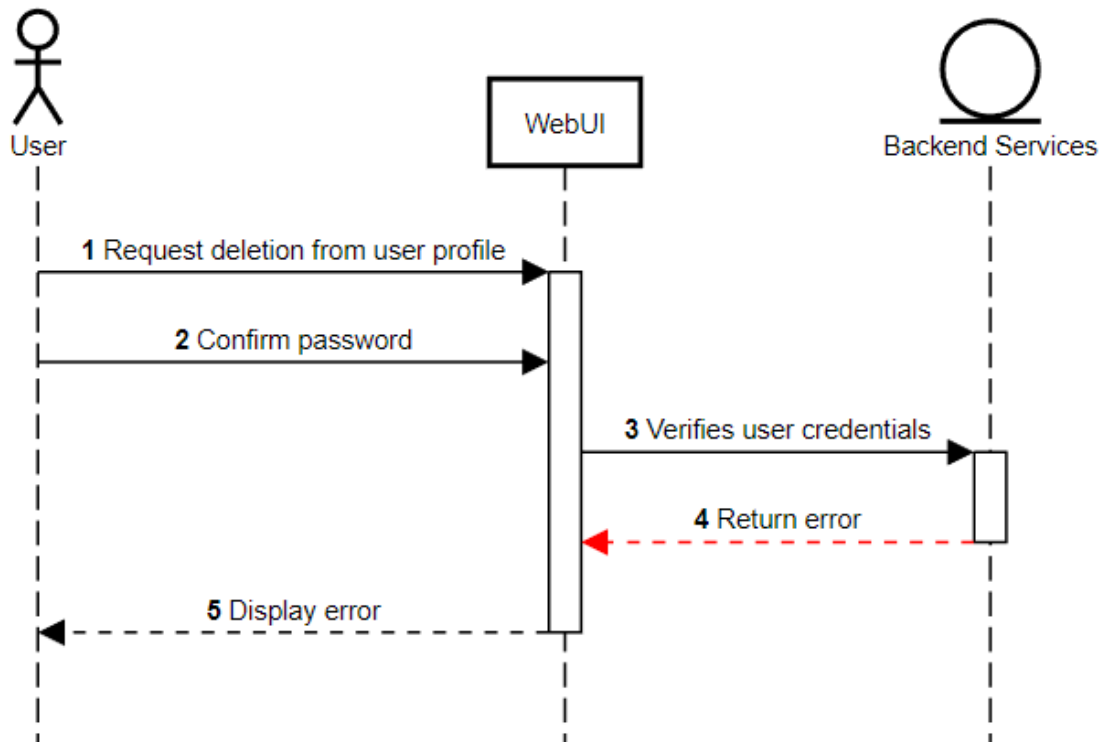 User
WebUI
Backend Services
1 Request deletion from user profile
2 Confirm password
3 Verifies user credentials
4 Return error
5 Display error